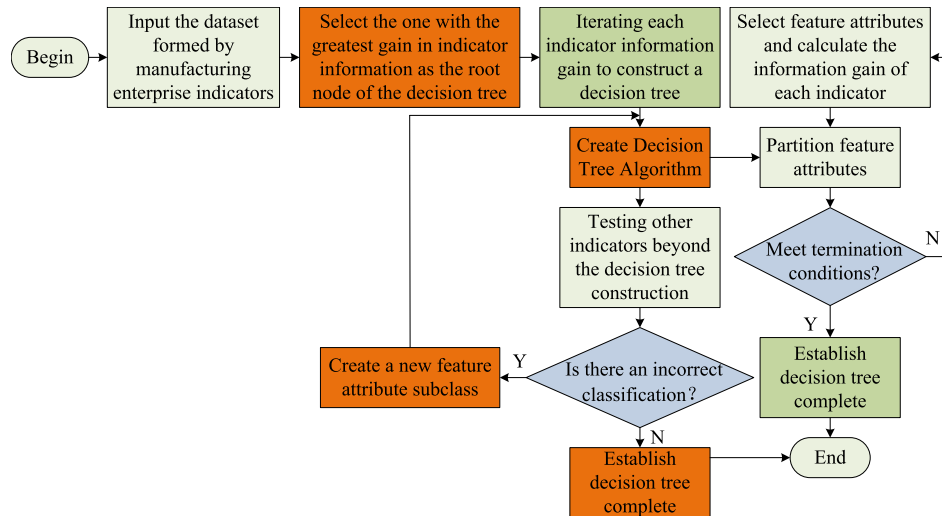 Begin
Input the dataset
formed by
manufacturing
enterprise indicators
Select the one with the
greatest gain in indicator
information as the root
node of the decision tree
Iterating each
indicator information
gain to construct a
decision tree
Select feature attributes
and calculate the
information gain of
each indicator
Create Decision
Tree Algorithm
Partition feature
attributes
Testing other
indicators beyond
the decision tree
construction
Meet termination
conditions?
N
Y
Create a new feature
attribute subclass
Y
Is there an incorrect
classification?
Establish
decision tree
complete
N
Establish
decision tree
complete
End